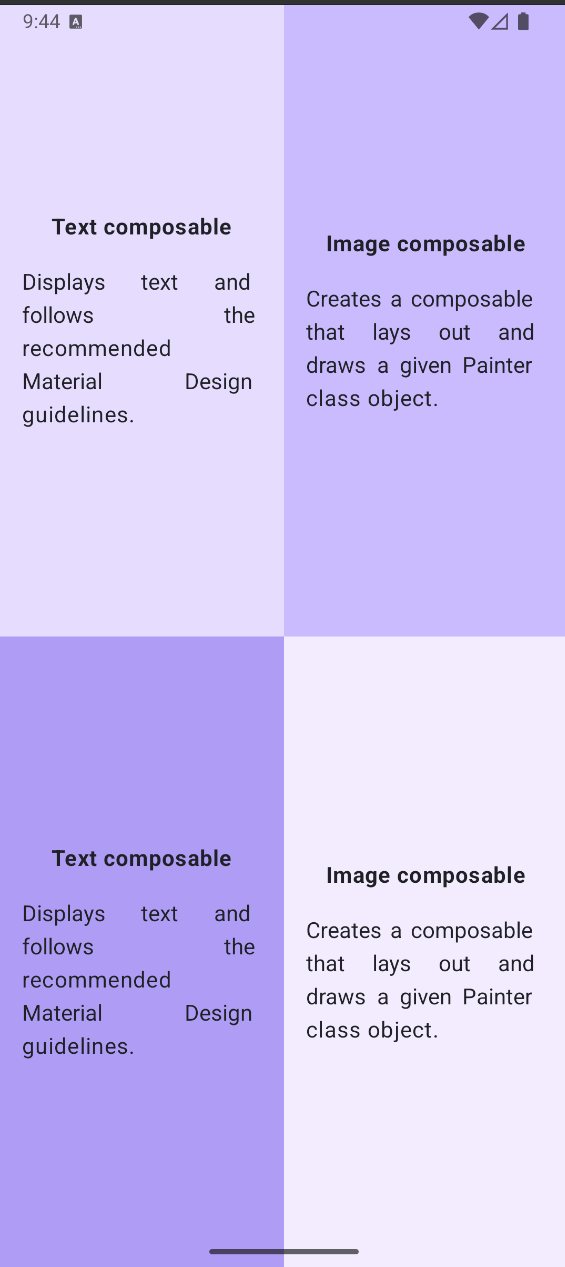 9:44
Text composable
Displays text and
follows the
recommended
Material Design
guidelines.
Image composable
Creates a composable
that lays out and
draws a given Painter
class object.
Text composable
Displays text and
follows the
recommended
Material Design
guidelines.
Image composable
Creates a composable
that lays out and
draws a given Painter
class object.